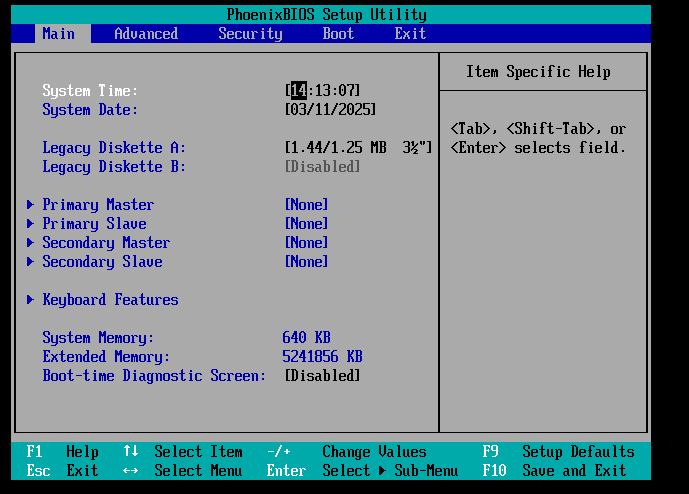 PhoenixBIOS Setup Utility
Main Advanced Security Boot Exit
Item Specific Help
System Time: [14:13:07]
System Date: [03/11/2025]
<Tab>, <Shift-Tab>, or
<Enter> selects field.
Legacy Diskette A: [1.44/1.25 MB 3½"]
Legacy Diskette B: [Disabled]
Primary Master [None]
Primary Slave [None]
Secondary Master [None]
Secondary Slave [None]
Keyboard Features
System Memory: 640 KB
Extended Memory: 5241856 KB
Boot-time Diagnostic Screen: [Disabled]
F1 Help ↑↓ Select Item -/+ Change Values F9 Setup Defaults
Esc Exit ↔ Select Menu Enter Select ▶ Sub-Menu F10 Save and Exit